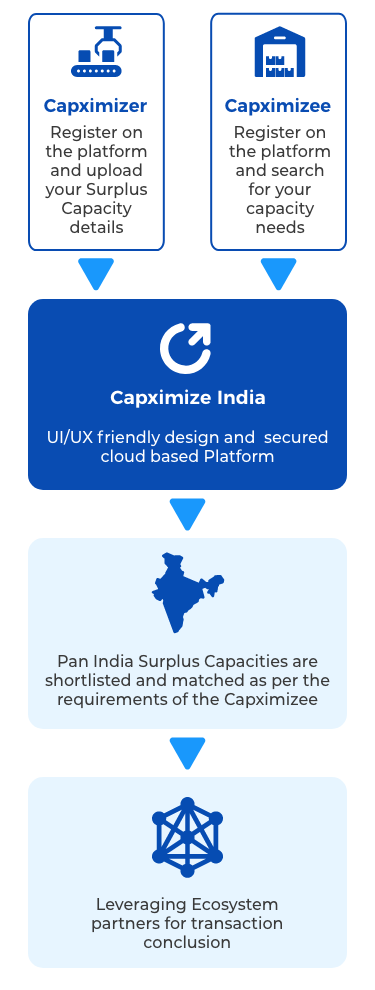 Capximizer
Register on
the platform
and upload
your Surplus
Capacity
details
Capximizee
Register on
the platform
and search
for your
capacity
needs
Capximize India
UI/UX friendly design and secured
cloud based Platform
Pan India Surplus Capacities are
shortlisted and matched as per the
requirements of the Capximizee
Leveraging Ecosystem
partners for transaction
conclusion